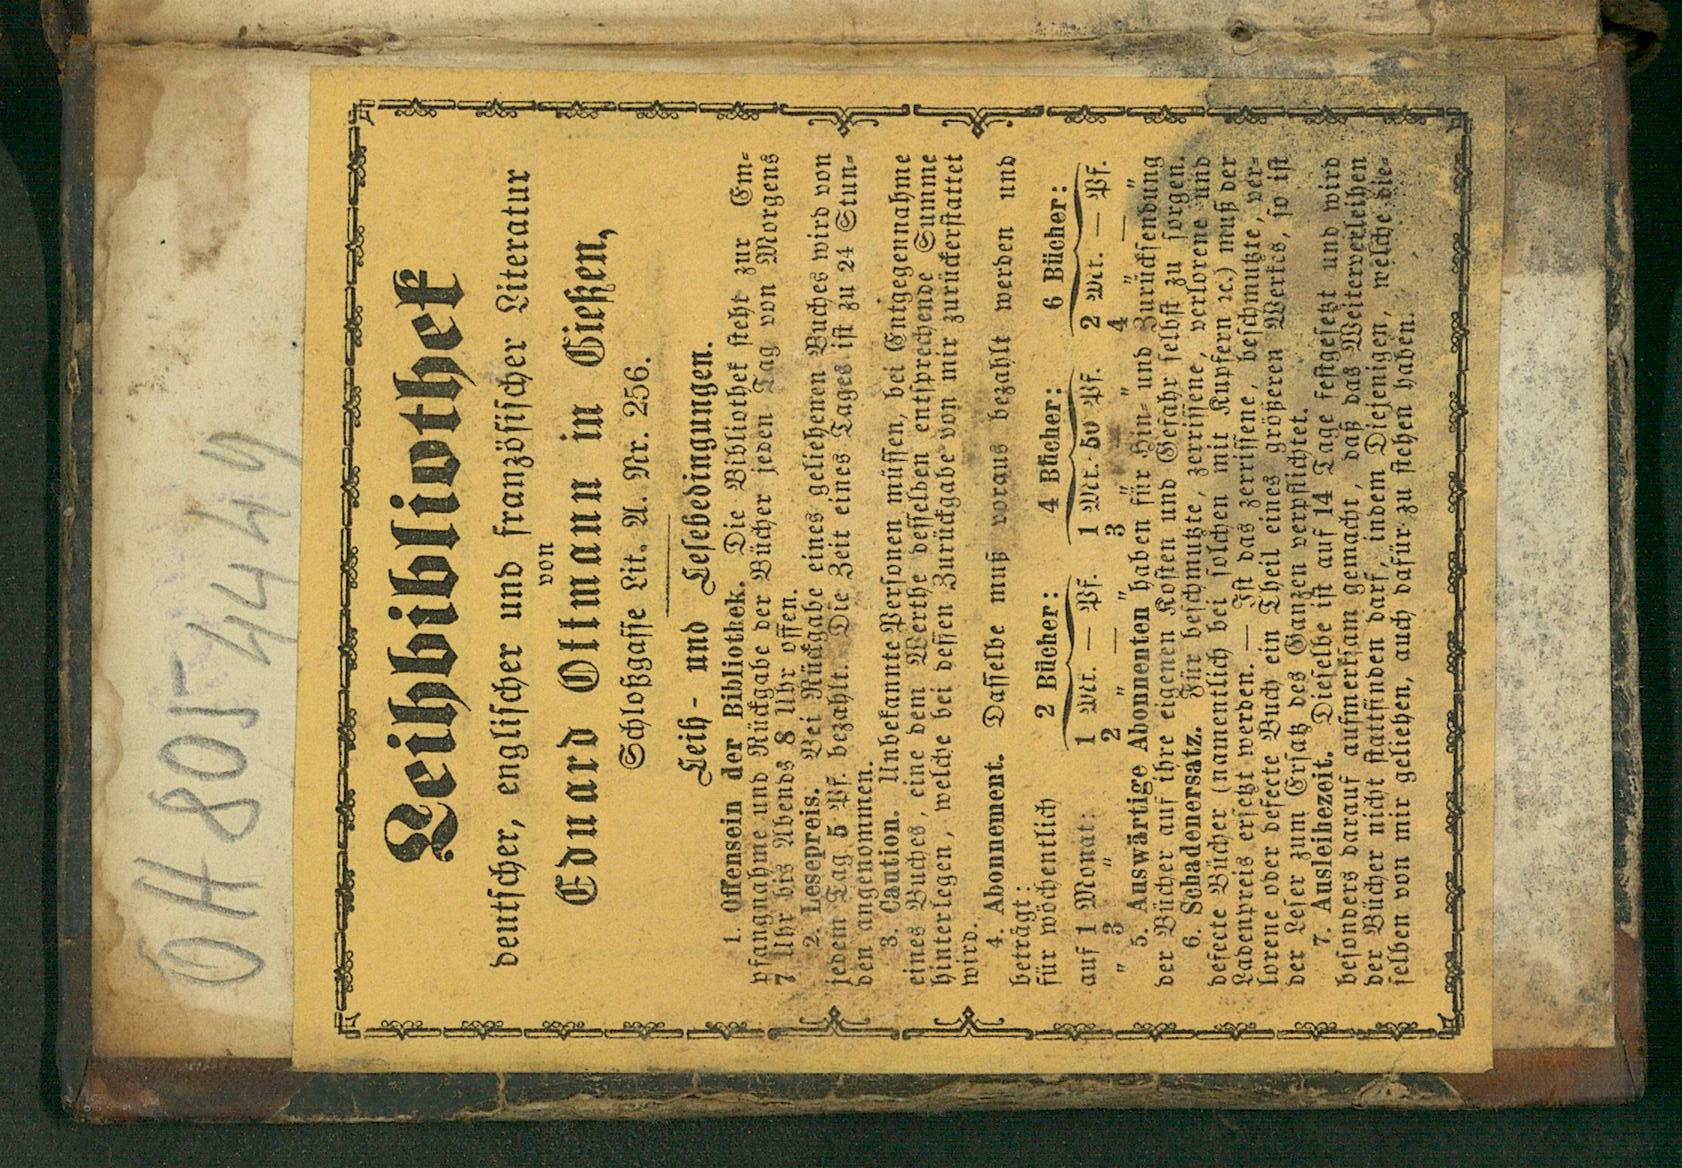 OH 8054449
Leihbibliothek
deutscher, englischer und französischer Literatur
von
Eduard Ottmann in Gießen,
Schloßgasse Lit. A. Nr. 256.
Leih- und Lesebedingungen.
1. Offensein der Bibliothek. Die Bibliothek steht zur Em-
pfangnahme und Rückgabe der Bücher jeden Tag von Morgens
7 Uhr bis Abends 8 Uhr offen.
2. Lesepreis. Bei Rückgabe eines geliehenen Buches wird von
jedem Tag 5 Pf. bezahlt. Die Zeit eines Tages ist zu 24 Stun-
den angenommen.
3. Caution. Unbekannte Personen müssen, bei Entgegennahme
eines Buches, eine dem Werthe desselben entsprechende Summe
hinterlegen, welche bei dessen Zurückgabe von mir zurückerstattet
wird.
4. Abonnement. Dasselbe muß voraus bezahlt werden und
beträgt:
für wöchentlich 2 Bücher: 4 Bücher: 6 Bücher:
auf 1 Monat: 1 Mk. — Pf. 1 Mk. 50 Pf. 2 Mk. — Pf.
„ 3 „ 2 „ — „ 3 „ — „ 4 „ — „
5. Auswärtige Abonnenten haben für Hin- und Zurücksendung
der Bücher auf ihre eigenen Kosten und Gefahr selbst zu sorgen.
6. Schadenersatz. Für beschmutzte, zerrissene, verlorene und
defecte Bücher (namentlich bei solchen mit Kupfern ꝛc.) muß der
Ladenpreis ersetzt werden. — Ist das zerrissene, beschmutzte, ver-
lorene oder defecte Buch ein Theil eines größeren Werkes, so ist
der Leser zum Ersatz des Ganzen verpflichtet.
7. Ausleihezeit. Dieselbe ist auf 14 Tage festgesetzt und wird
besonders darauf aufmerksam gemacht, daß das Weiterverleihen
der Bücher nicht stattfinden darf, indem Diejenigen, welche die-
selben von mir geliehen, auch dafür zu stehen haben.